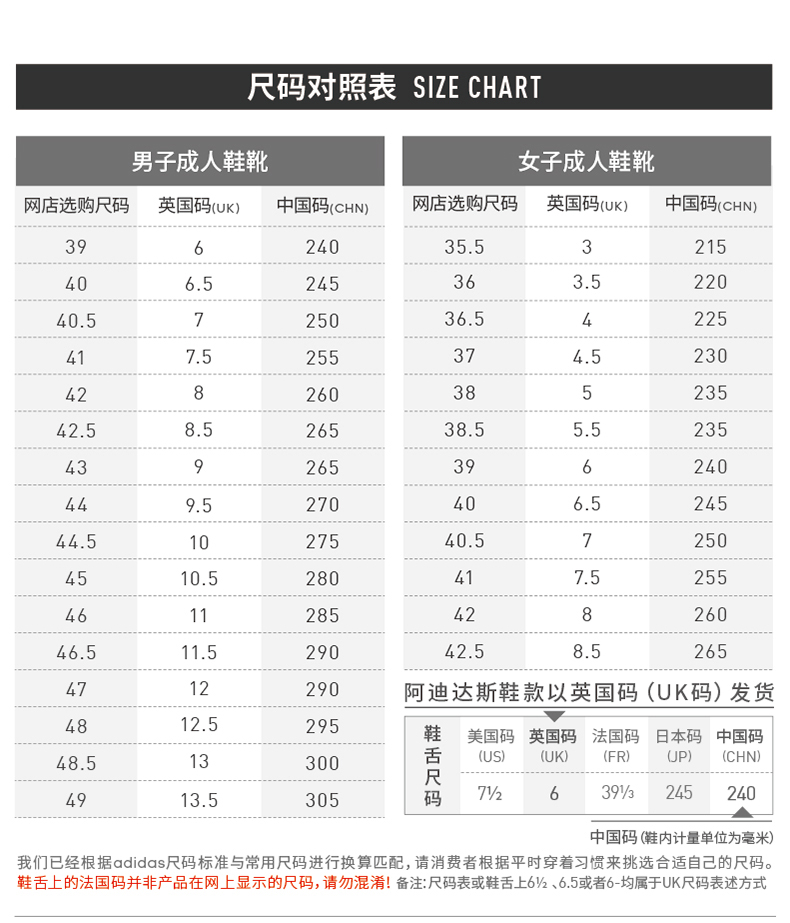 尺码对照表 SIZE CHART
男子成人鞋靴
网店选购尺码 英国码(UK) 中国码(CHN)
39 6 240
40 6.5 245
40.5 7 250
41 7.5 255
42 8 260
42.5 8.5 265
43 9 265
44 9.5 270
44.5 10 275
45 10.5 280
46 11 285
46.5 11.5 290
47 12 290
48 12.5 295
48.5 13 300
49 13.5 305
女子成人鞋靴
网店选购尺码 英国码(UK) 中国码(CHN)
35.5 3 215
36 3.5 220
36.5 4 225
37 4.5 230
38 5 235
38.5 5.5 235
39 6 240
40 6.5 245
40.5 7 250
41 7.5 255
42 8 260
42.5 8.5 265
阿迪达斯鞋款以英国码（UK码）发货
鞋舌尺码
美国码 英国码 法国码 日本码 中国码
(US) (UK) (FR) (JP) (CHN)
7½ 6 39⅓ 245 240
中国码（鞋内计量单位为毫米）
我们已经根据adidas尺码标准与常用尺码进行换算匹配，请消费者根据平时穿着习惯来挑选合适自己的尺码。
鞋舌上的法国码并非产品在网上显示的尺码，请勿混淆！备注：尺码表或鞋舌上6½、6.5或者6-均属于UK尺码表述方式